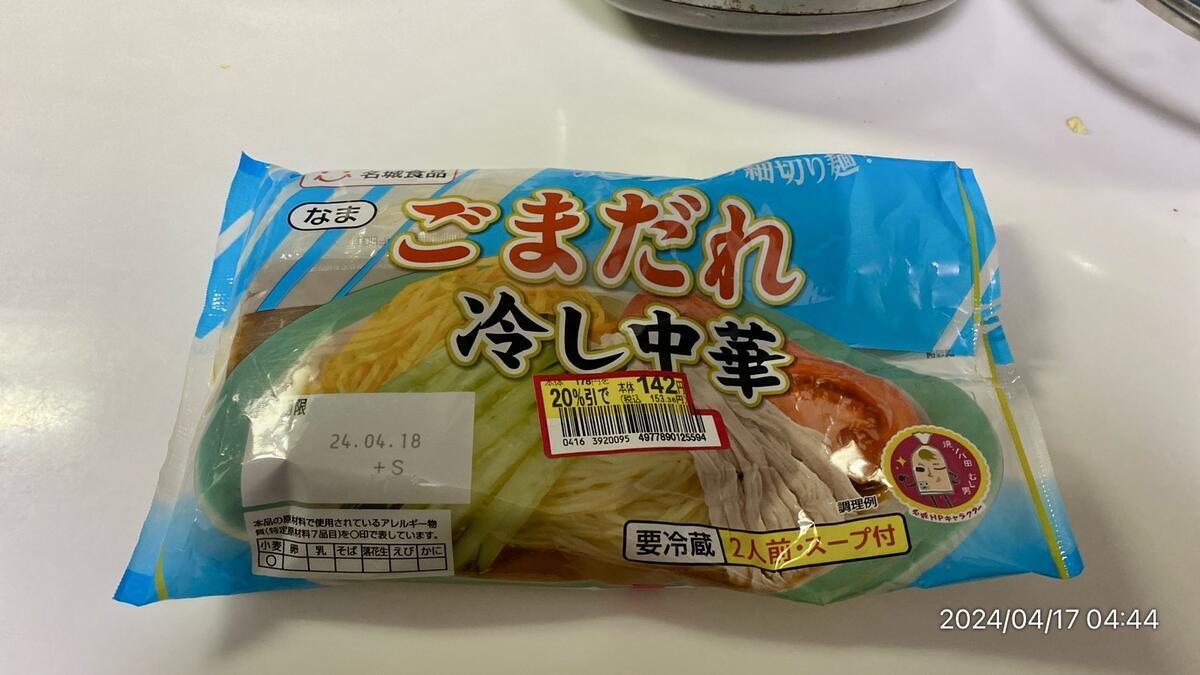 名城食品
細切り麺
なま
ごまだれ
冷し中華
本体 178円を
20%引で
本体 142円
(税込 153.36円)
0416 3920095 4977890125594
限
24.04.18
+S
本品の原材料で使用されているアレルギー物
質(特定原材料7品目)を○印で表しています。
小麦 卵 乳 そば 落花生 えび かに
○
調理例
要冷蔵 2人前・スープ付
名城HPキャラクター
2024/04/17 04:44